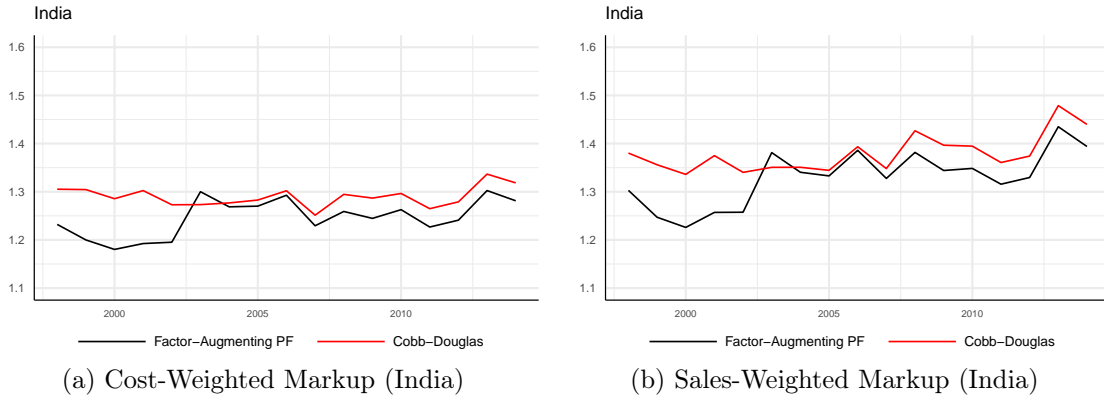 India
1.6
1.5
1.4
1.3
1.2
1.1
2000 2005 2010
Factor−Augmenting PF Cobb−Douglas
(a) Cost-Weighted Markup (India)
India
1.6
1.5
1.4
1.3
1.2
1.1
2000 2005 2010
Factor−Augmenting PF Cobb−Douglas
(b) Sales-Weighted Markup (India)